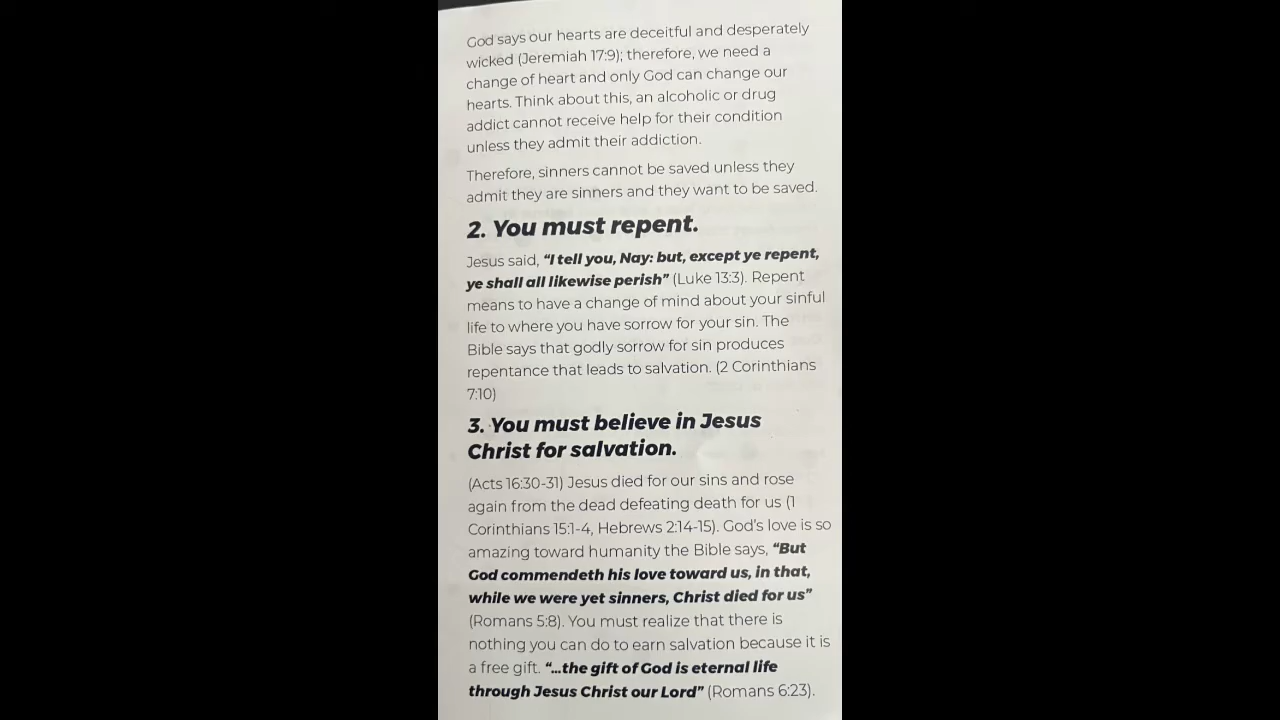 God says our hearts are deceitful and desperately
wicked (Jeremiah 17:9); therefore, we need a
change of heart and only God can change our
hearts. Think about this, an alcoholic or drug
addict cannot receive help for their condition
unless they admit their addiction.
Therefore, sinners cannot be saved unless they
admit they are sinners and they want to be saved.
2. You must repent.
Jesus said, “I tell you, Nay: but, except ye repent,
ye shall all likewise perish” (Luke 13:3). Repent
means to have a change of mind about your sinful
life to where you have sorrow for your sin. The
Bible says that godly sorrow for sin produces
repentance that leads to salvation. (2 Corinthians
7:10)
3. You must believe in Jesus
Christ for salvation.
(Acts 16:30-31) Jesus died for our sins and rose
again from the dead defeating death for us (1
Corinthians 15:1-4, Hebrews 2:14-15). God’s love is so
amazing toward humanity the Bible says, “But
God commendeth his love toward us, in that,
while we were yet sinners, Christ died for us”
(Romans 5:8). You must realize that there is
nothing you can do to earn salvation because it is
a free gift. “...the gift of God is eternal life
through Jesus Christ our Lord” (Romans 6:23).